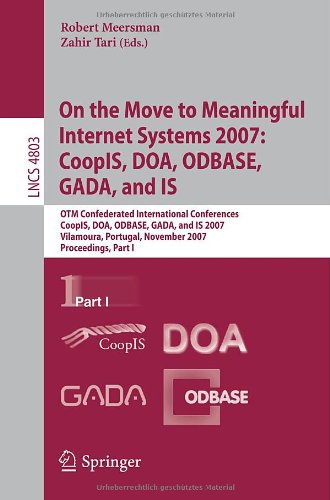 Urheberrechtlich geschütztes Material
Robert Meersman
Zahir Tari (Eds.)
LNCS 4803
On the Move to Meaningful
Internet Systems 2007:
CoopIS, DOA, ODBASE,
GADA, and IS
OTM Confederated International Conferences
CoopIS, DOA, ODBASE, GADA, and IS 2007
Vilamoura, Portugal, November 2007
Proceedings, Part I
1 Part I
CoopIS
DOA
GADA
ODBASE
Springer
Urheberrechtlich geschütztes Material